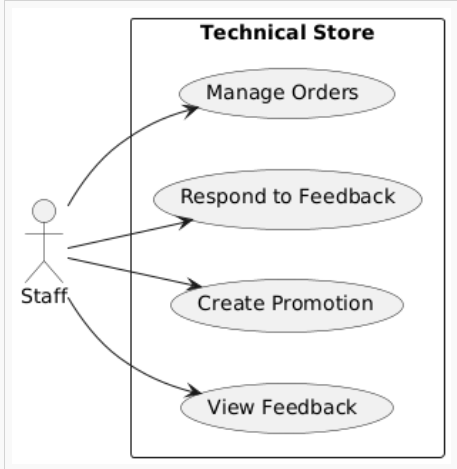 Technical Store
Manage Orders
Respond to Feedback
Staff
Create Promotion
View Feedback